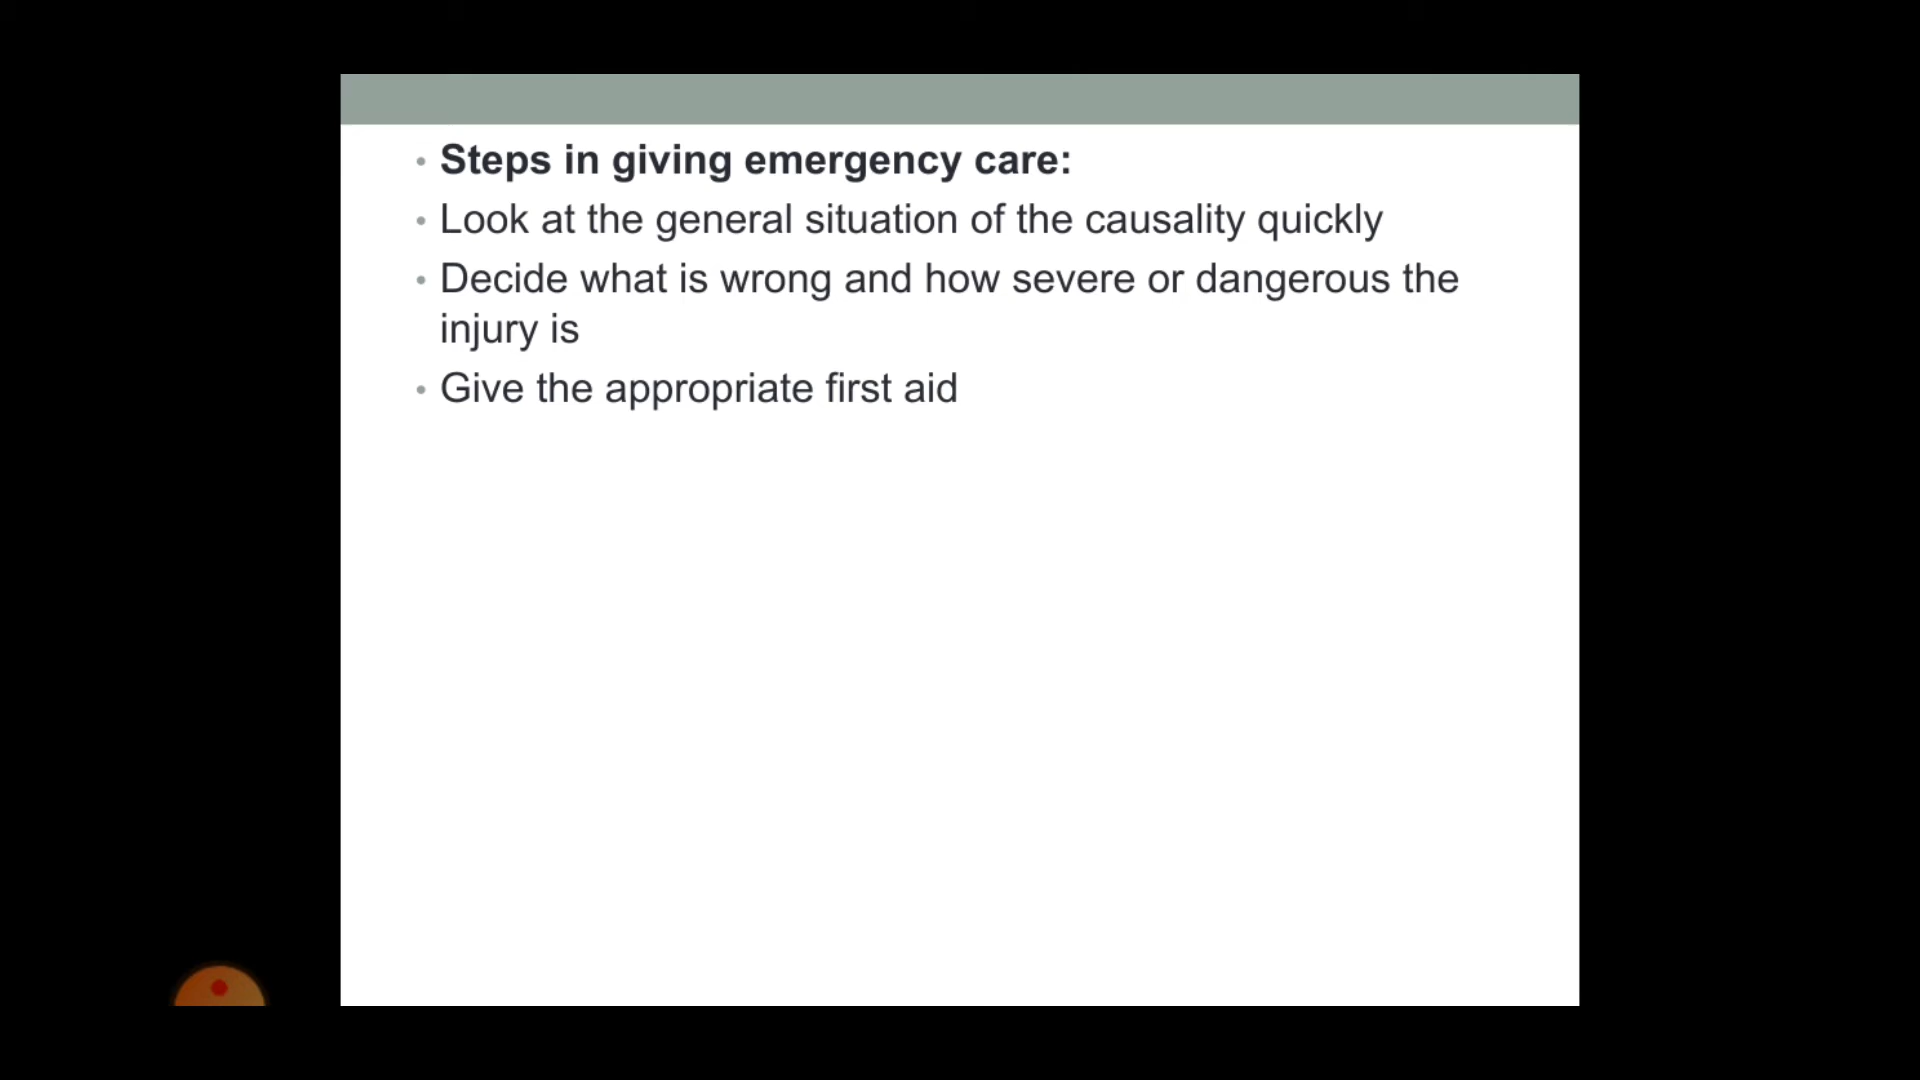 • Steps in giving emergency care:
• Look at the general situation of the causality quickly
• Decide what is wrong and how severe or dangerous the
injury is
• Give the appropriate first aid